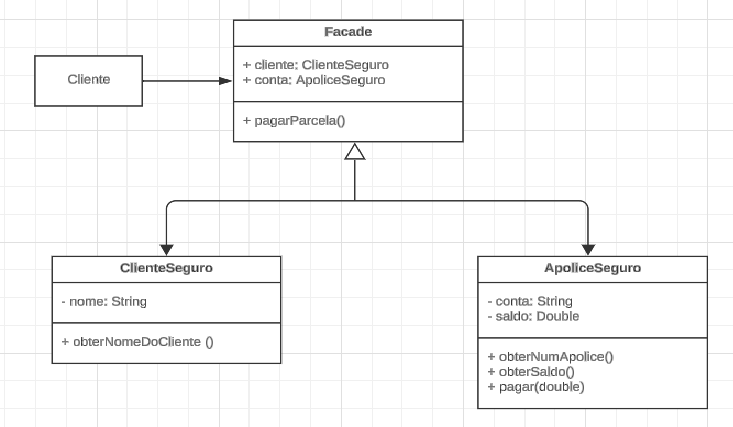 Facade
+ cliente: ClienteSeguro
+ conta: ApoliceSeguro
+ pagarParcela()
Cliente
ClienteSeguro
- nome: String
+ obterNomeDoCliente ()
ApoliceSeguro
- conta: String
- saldo: Double
+ obterNumApolice()
+ obterSaldo()
+ pagar(double)